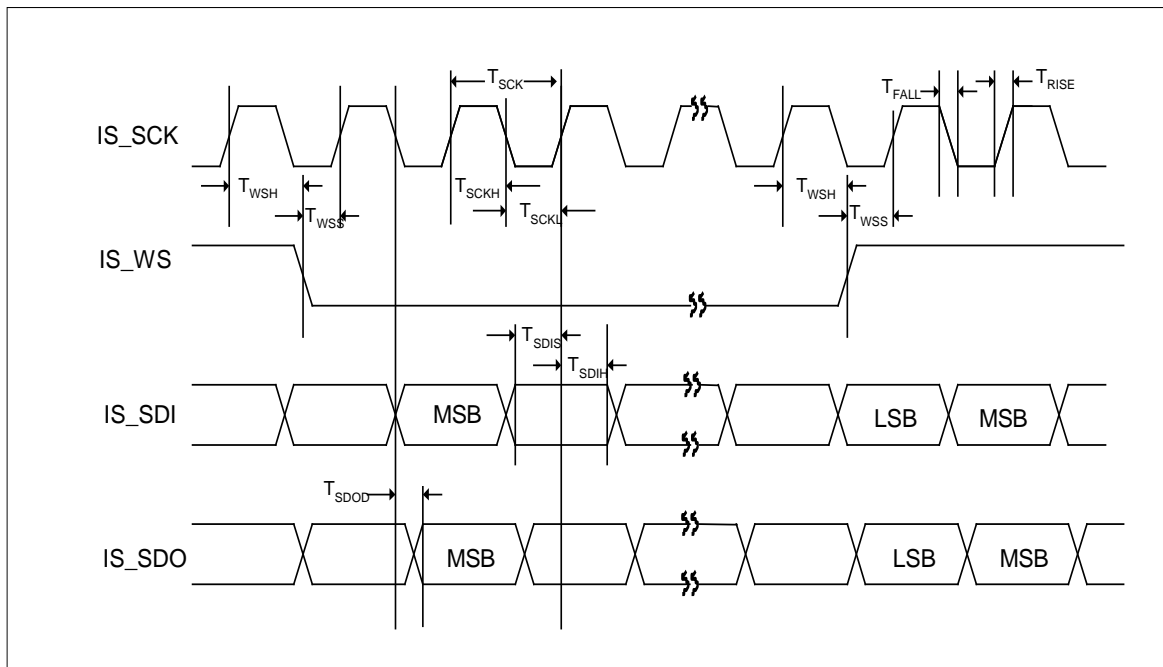 T_SCK
T_FALL
T_RISE
IS_SCK
T_WSH
T_SCKH
T_WSH
T_WSS
T_SCKL
T_WSS
IS_WS
T_SDIS
T_SDIH
IS_SDI
MSB
LSB
MSB
T_SDOD
IS_SDO
MSB
LSB
MSB